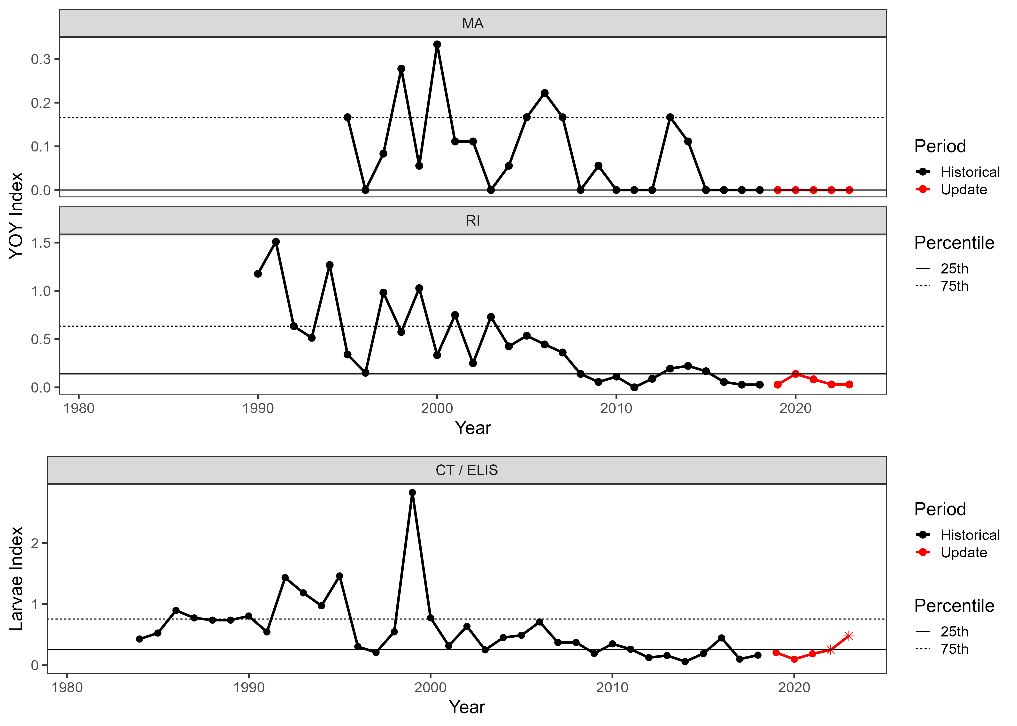 MA
0.3
0.2
0.1
0.0
YOY Index
RI
1.5
1.0
0.5
0.0
1980 1990 2000 2010 2020
Year
Period
Historical
Update
Percentile
25th
75th
CT / ELIS
2
1
0
Larvae Index
1980 1990 2000 2010 2020
Year
Period
Historical
Update
Percentile
25th
75th